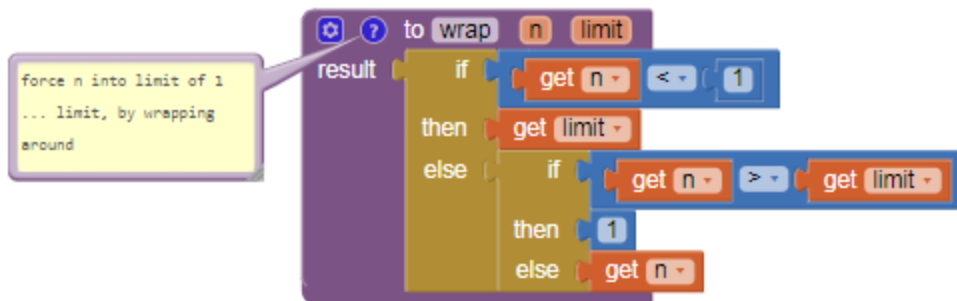 ? to wrap n limit
force n into limit of 1
... limit, by wrapping
around
result if get n < 1
then get limit
else if get n > get limit
then 1
else get n